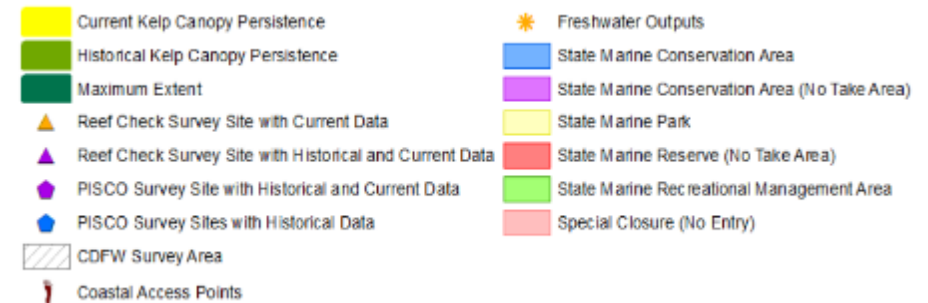 Current Kelp Canopy Persistence
Historical Kelp Canopy Persistence
Maximum Extent
Reef Check Survey Site with Current Data
Reef Check Survey Site with Historical and Current Data
PISCO Survey Site with Historical and Current Data
PISCO Survey Sites with Historical Data
CDFW Survey Area
Coastal Access Points
Freshwater Outputs
State Marine Conservation Area
State Marine Conservation Area (No Take Area)
State Marine Park
State Marine Reserve (No Take Area)
State Marine Recreational Management Area
Special Closure (No Entry)